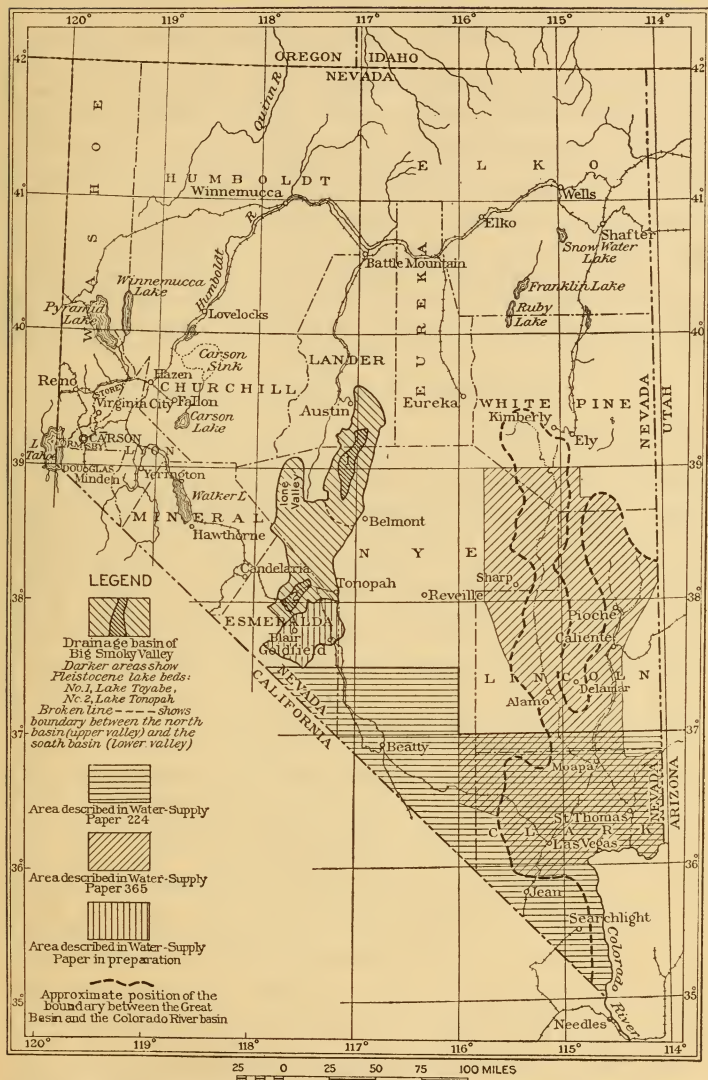 120° 119° 118° 117° 116° 115° 114°
42° 42°
OREGON IDAHO
NEVADA
Quinn R
WASHOE
HUMBOLDT
ELKO
Winnemucca
41° 41°
Wells
Elko
Shafter
Snow Water
Lake
Battle Mountain
Humboldt R
Winnemucca
Lake
Pyramid
Lake
Franklin Lake
Ruby
Lake
EUREKA
Lovelocks
40° 40°
Carson
Sink
LANDER
Reno
Hazen
STOREY
CHURCHILL
Virginia City
Fallon
Carson
Lake
Austin
Eureka
WHITE PINE
Kimberly
Ely
NEVADA
UTAH
CARSON
ORMSBY
L
Tahoe
39° 39°
DOUGLAS
LYON
Minden
Yerrington
Ione
Valley
Walker L
MINERAL
Hawthorne
Belmont
NYE
Candelaria
Tonopah
Sharp
38° 38°
Reveille
Pioche
ESMERALDA
Blair
Goldfield
Caliente
LINCOLN
Delamar
Alamo
NEVADA
CALIFORNIA
37° 37°
Beatty
Moapa
NEVADA
ARIZONA
St Thomas
CLARK
Las Vegas
36° 36°
Jean
Searchlight
Colorado
River
35° 35°
Needles
LEGEND
Drainage basin of
Big Smoky Valley
Darker areas show
Pleistocene lake beds:
No.1, Lake Toyabe,
No.2, Lake Tonopah
Broken line ---- shows
boundary between the north
basin (upper valley) and the
south basin (lower valley)
Area described in Water-Supply
Paper 224
Area described in Water-Supply
Paper 365
Area described in Water-Supply
Paper in preparation
Approximate position of the
boundary between the Great
Basin and the Colorado River basin
120° 119° 118° 117° 116° 115° 114°
25 0 25 50 75 100 MILES